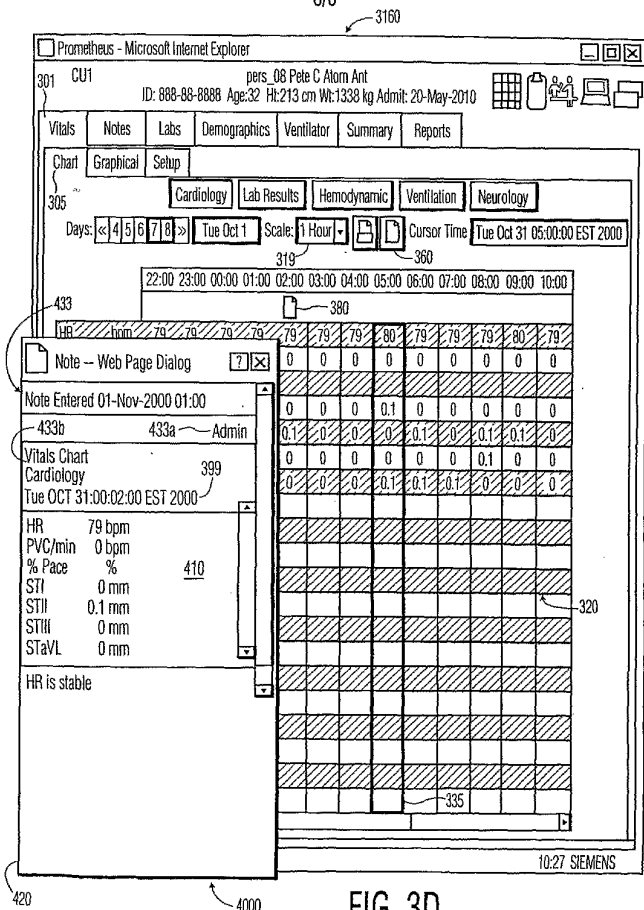 3160
Prometheus - Microsoft Internet Explorer
301 CU1 pers_08 Pete C Atom Ant
ID: 888-88-8888 Age:32 Ht:213 cm Wt:1338 kg Admit: 20-May-2010
Vitals Notes Labs Demographics Ventilator Summary Reports
Chart Graphical Setup
305 Cardiology Lab Results Hemodynamic Ventilation Neurology
Days: « 4 5 6 7 8 » Tue Oct 1 Scale: 1 Hour Cursor Time Tue Oct 31 05:00:00 EST 2000
319 360
22:00 23:00 00:00 01:00 02:00 03:00 04:00 05:00 06:00 07:00 08:00 09:00 10:00
433 380
HR bpm 79 79 79 79 79 79 79 80 79 79 79 80 79
Note -- Web Page Dialog ? X 0 0 0 0 0 0 0 0 0
Note Entered 01-Nov-2000 01:00 0 0 0 0.1 0 0 0 0 0
433b 433a Admin 0.1 0 0 0 0 0 0.1 0.1 0
Vitals Chart 0 0 0 0 0 0 0.1 0 0
Cardiology 399
Tue OCT 31:00:02:00 EST 2000 0 0 0 0.1 0.1 0.1 0 0 0
HR 79 bpm
PVC/min 0 bpm
% Pace % 410
STI 0 mm
STII 0.1 mm 320
STIII 0 mm
STaVL 0 mm
HR is stable
335
10:27 SIEMENS
420 4000
FIG. 3D